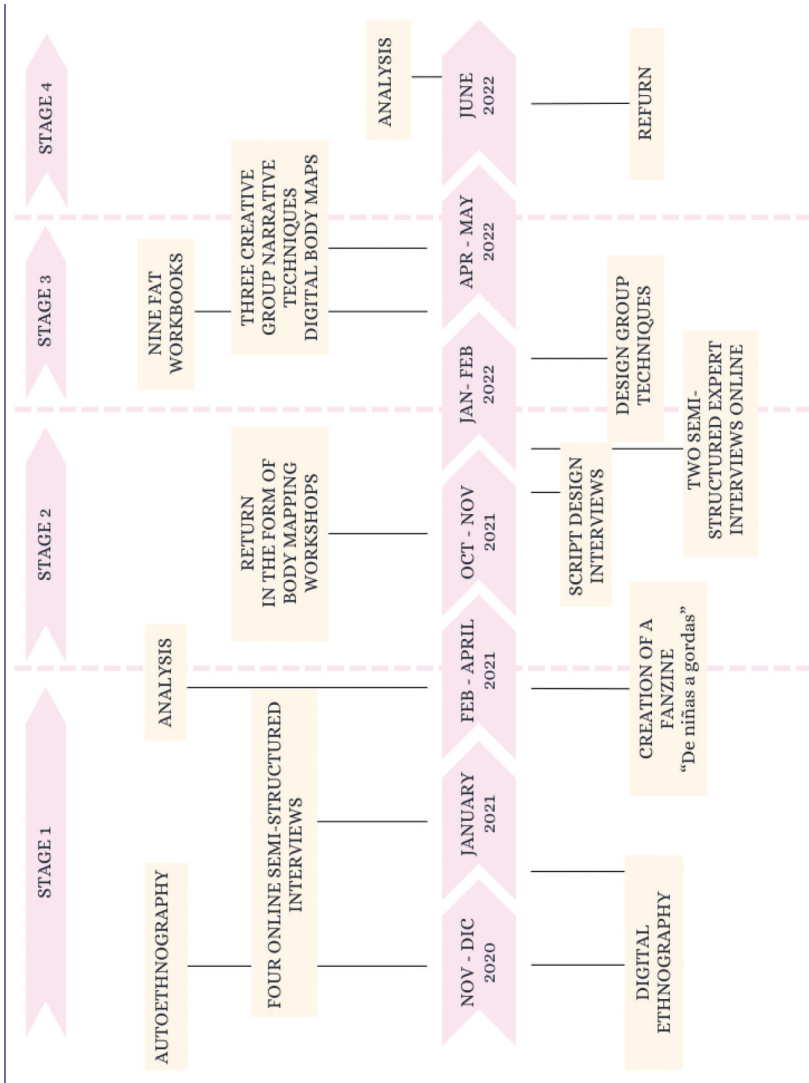 STAGE 1
STAGE 2
STAGE 3
STAGE 4
AUTOETHNOGRAPHY
ANALYSIS
NINE FAT
WORKBOOKS
FOUR ONLINE SEMI-STRUCTURED
INTERVIEWS
RETURN
IN THE FORM OF
BODY MAPPING
WORKSHOPS
THREE CREATIVE
GROUP NARRATIVE
TECHNIQUES
DIGITAL BODY MAPS
ANALYSIS
NOV - DIC
2020
JANUARY
2021
FEB - APRIL
2021
OCT - NOV
2021
JAN- FEB
2022
APR - MAY
2022
JUNE
2022
DIGITAL
ETHNOGRAPHY
CREATION OF A
FANZINE
“De niñas a gordas”
SCRIPT DESIGN
INTERVIEWS
TWO SEMI-
STRUCTURED EXPERT
INTERVIEWS ONLINE
DESIGN GROUP
TECHNIQUES
REFURN